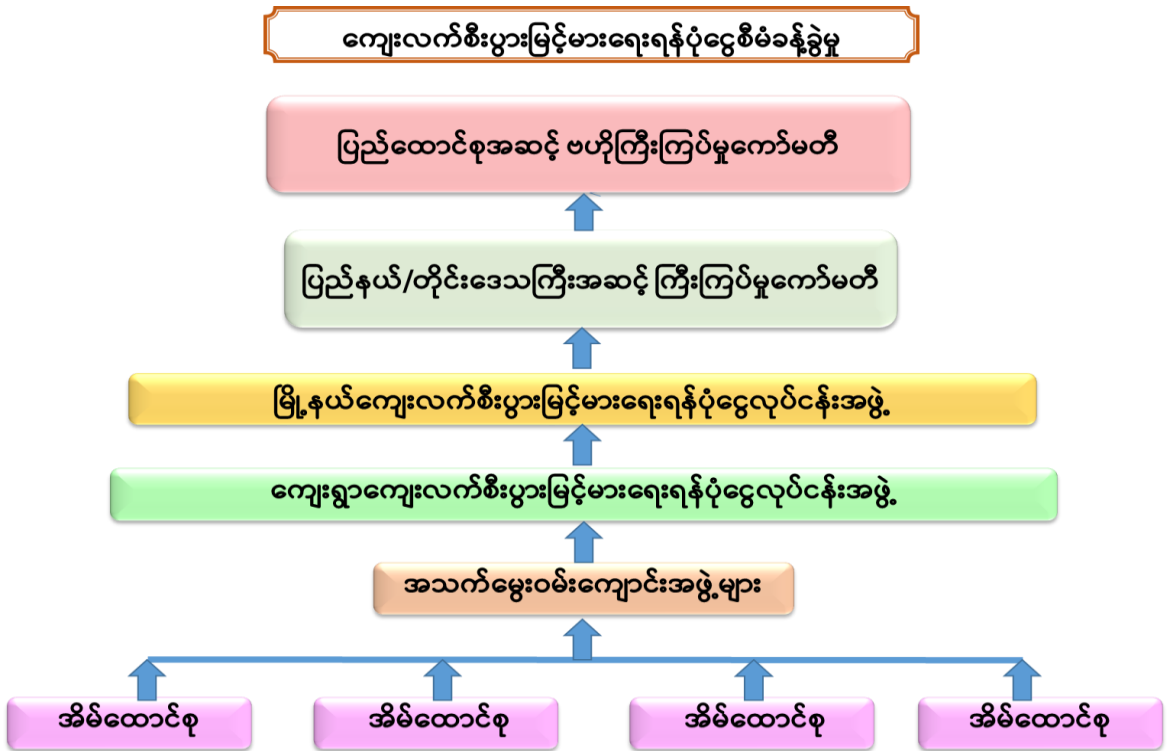 ကျေးလက်စီးပွားမြင့်မားရေးရန်ပုံငွေစီမံခန့်ခွဲမှု
ပြည်ထောင်စုအဆင့် ဗဟိုကြီးကြပ်မှုကော်မတီ
ပြည်နယ်/တိုင်းဒေသကြီးအဆင့် ကြီးကြပ်မှုကော်မတီ
မြို့နယ်ကျေးလက်စီးပွားမြင့်မားရေးရန်ပုံငွေလုပ်ငန်းအဖွဲ့
ကျေးရွာကျေးလက်စီးပွားမြင့်မားရေးရန်ပုံငွေလုပ်ငန်းအဖွဲ့
အသက်မွေးဝမ်းကျောင်းအဖွဲ့များ
အိမ်ထောင်စု အိမ်ထောင်စု အိမ်ထောင်စု အိမ်ထောင်စု